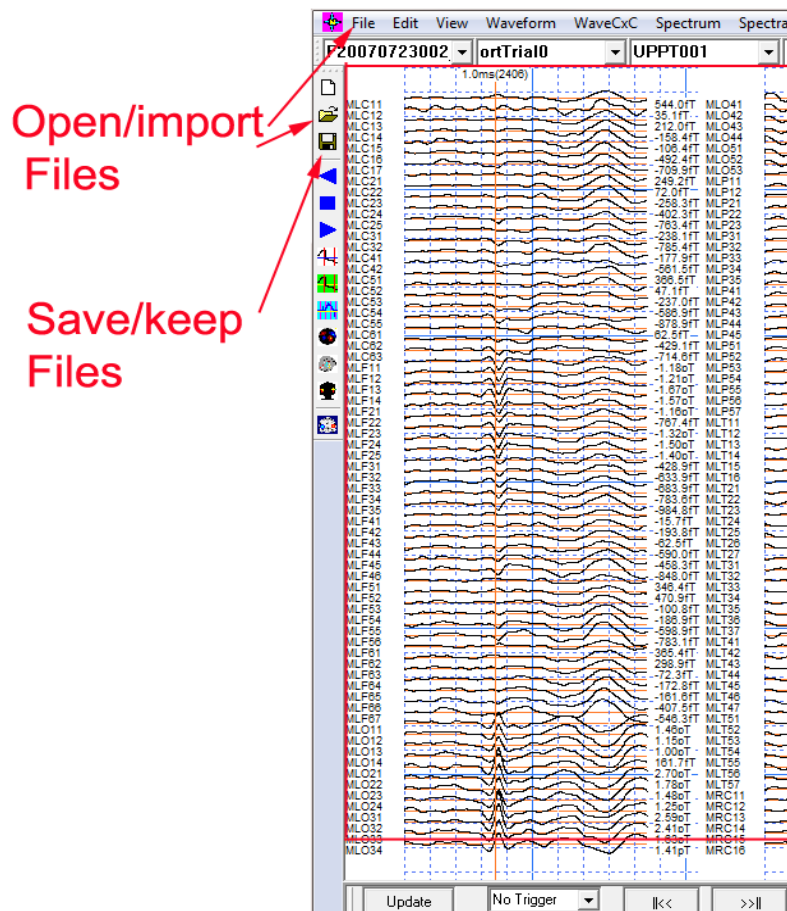 File Edit View Waveform WaveCxC Spectrum Spectra
F20070723002 ortTrial0 UPPT001
1.0ms(2406)
Open/import
Files
Save/keep
Files
MLC11 544.0fT MLO41
MLC12 35.1fT MLO42
MLC13 212.0fT MLO43
MLC14 -158.4fT MLO44
MLC15 -106.4fT MLO51
MLC16 -492.4fT MLO52
MLC17 -709.9fT MLO53
MLC21 249.2fT MLP11
MLC22 72.0fT MLP12
MLC23 -258.3fT MLP21
MLC24 -402.3fT MLP22
MLC25 -763.4fT MLP23
MLC31 -238.1fT MLP31
MLC32 -785.4fT MLP32
MLC41 -177.9fT MLP33
MLC42 -561.5fT MLP34
MLC51 366.5fT MLP35
MLC52 47.1fT MLP41
MLC53 -237.0fT MLP42
MLC54 -586.9fT MLP43
MLC55 -878.9fT MLP44
MLC61 62.5fT MLP45
MLC62 -429.1fT MLP51
MLC63 -714.6fT MLP52
MLF11 -1.18pT MLP53
MLF12 -1.21pT MLP54
MLF13 -1.67pT MLP55
MLF14 -1.57pT MLP56
MLF21 -1.16pT MLP57
MLF22 -767.4fT MLT11
MLF23 -1.32pT MLT12
MLF24 -1.50pT MLT13
MLF25 -1.40pT MLT14
MLF31 -428.9fT MLT15
MLF32 -633.9fT MLT16
MLF33 -683.9fT MLT21
MLF34 -783.6fT MLT22
MLF35 -984.8fT MLT23
MLF41 -15.7fT MLT24
MLF42 -193.8fT MLT25
MLF43 -62.5fT MLT26
MLF44 -590.0fT MLT27
MLF45 -458.3fT MLT31
MLF46 -848.0fT MLT32
MLF51 346.4fT MLT33
MLF52 470.9fT MLT34
MLF53 -100.8fT MLT35
MLF54 -186.9fT MLT36
MLF55 -598.9fT MLT37
MLF56 -783.1fT MLT41
MLF61 365.4fT MLT42
MLF62 298.9fT MLT43
MLF63 -72.3fT MLT44
MLF64 -172.8fT MLT45
MLF65 -161.6fT MLT46
MLF66 -407.5fT MLT47
MLF67 -546.3fT MLT51
MLO11 1.46pT MLT52
MLO12 1.15pT MLT53
MLO13 1.00pT MLT54
MLO14 161.7fT MLT55
MLO21 2.70pT MLT56
MLO22 1.78pT MLT57
MLO23 1.48pT MRC11
MLO24 1.25pT MRC12
MLO31 2.59pT MRC13
MLO32 2.41pT MRC14
MLO33 MRC15
MLO34 1.41pT MRC16
Update No Trigger ||<< >>||